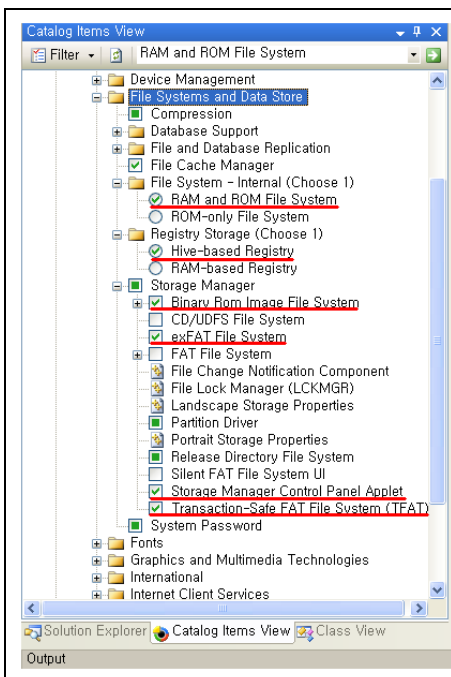 Catalog Items View
Filter RAM and ROM File System
Device Management
File Systems and Data Store
Compression
Database Support
File and Database Replication
File Cache Manager
File System - Internal (Choose 1)
RAM and ROM File System
ROM-only File System
Registry Storage (Choose 1)
Hive-based Registry
RAM-based Registry
Storage Manager
Binary Rom Image File System
CD/UDFS File System
exFAT File System
FAT File System
File Change Notification Component
File Lock Manager (LCKMGR)
Landscape Storage Properties
Partition Driver
Portrait Storage Properties
Release Directory File System
Silent FAT File System UI
Storage Manager Control Panel Applet
Transaction-Safe FAT File System (TFAT)
System Password
Fonts
Graphics and Multimedia Technologies
International
Internet Client Services
Solution Explorer Catalog Items View Class View
Output